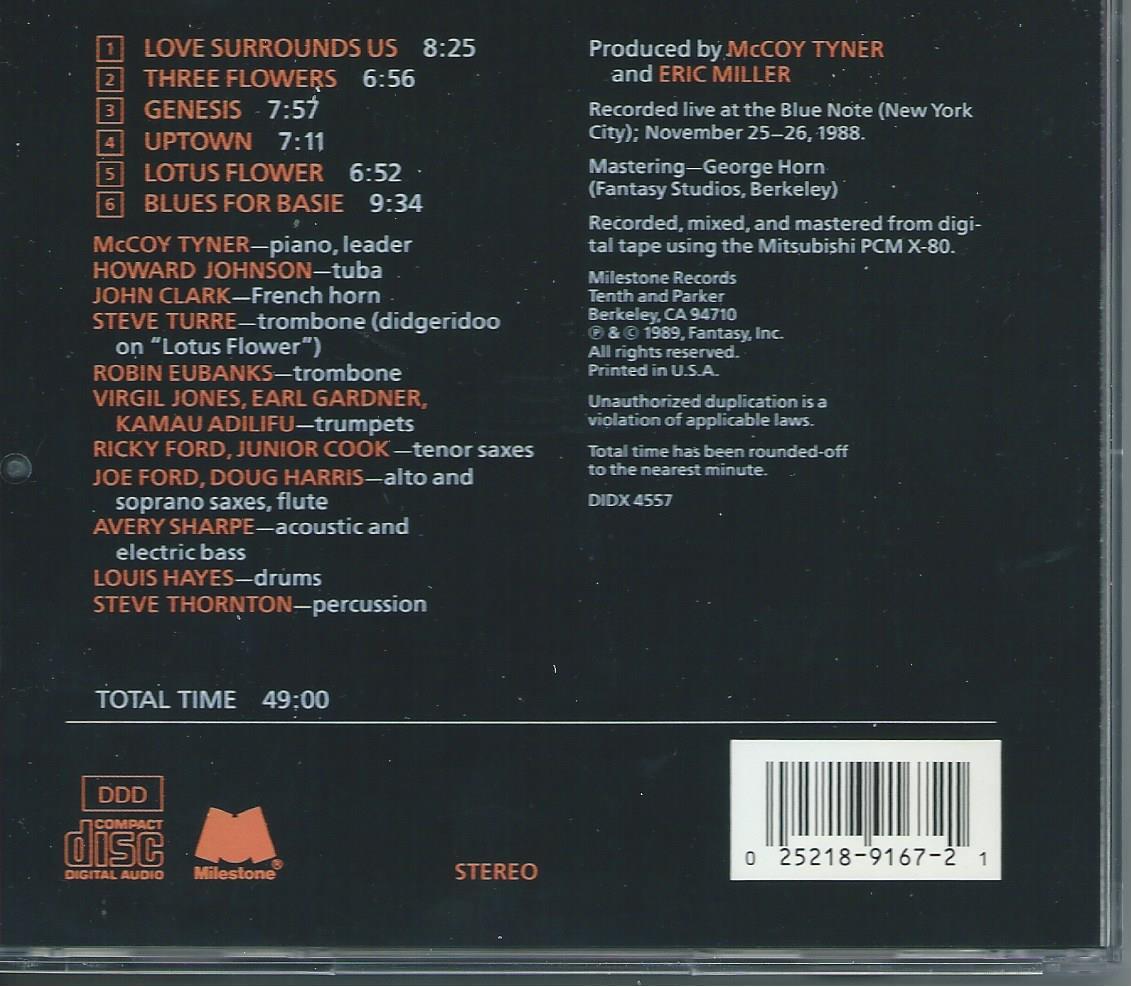 1 LOVE SURROUNDS US 8:25
2 THREE FLOWERS 6:56
3 GENESIS 7:57
4 UPTOWN 7:11
5 LOTUS FLOWER 6:52
6 BLUES FOR BASIE 9:34
McCOY TYNER—piano, leader
HOWARD JOHNSON—tuba
JOHN CLARK—French horn
STEVE TURRE—trombone (didgeridoo
on “Lotus Flower”)
ROBIN EUBANKS—trombone
VIRGIL JONES, EARL GARDNER,
KAMAU ADILIFU—trumpets
RICKY FORD, JUNIOR COOK—tenor saxes
JOE FORD, DOUG HARRIS—alto and
soprano saxes, flute
AVERY SHARPE—acoustic and
electric bass
LOUIS HAYES—drums
STEVE THORNTON—percussion
TOTAL TIME 49:00
Produced by McCOY TYNER
and ERIC MILLER
Recorded live at the Blue Note (New York
City); November 25–26, 1988.
Mastering—George Horn
(Fantasy Studios, Berkeley)
Recorded, mixed, and mastered from digi-
tal tape using the Mitsubishi PCM X-80.
Milestone Records
Tenth and Parker
Berkeley, CA 94710
℗ & © 1989, Fantasy, Inc.
All rights reserved.
Printed in U.S.A.
Unauthorized duplication is a
violation of applicable laws.
Total time has been rounded-off
to the nearest minute.
DIDX 4557
DDD
COMPACT
disc
DIGITAL AUDIO
Milestone®
STEREO
0 25218-9167-2 1